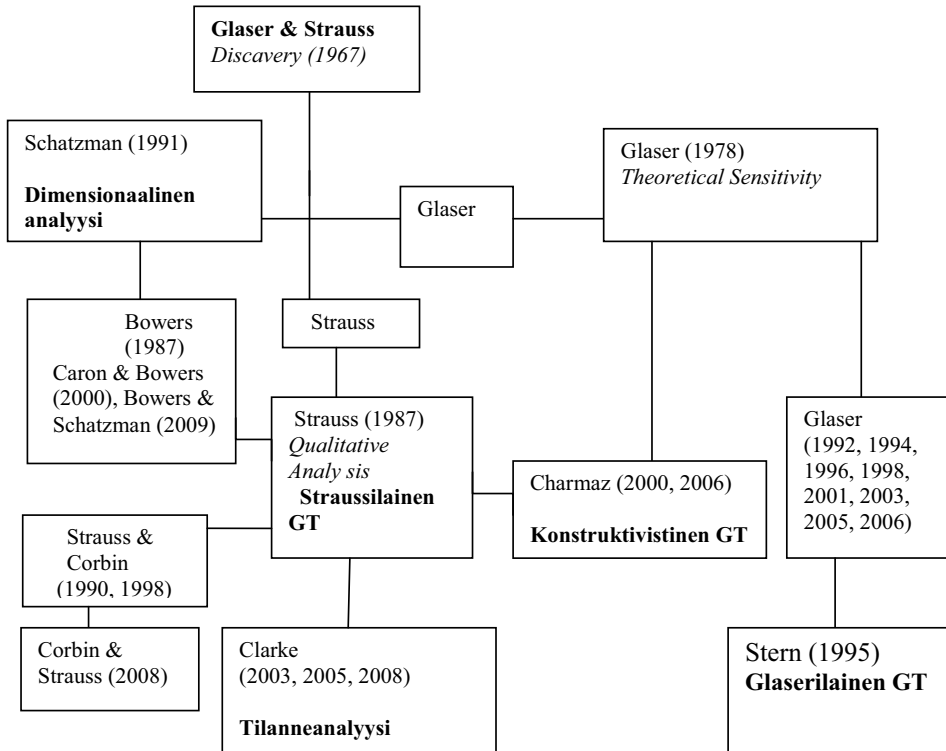 Glaser & Strauss
Discavery (1967)
Schatzman (1991)
Dimensionaalinen
analyysi
Glaser
Glaser (1978)
Theoretical Sensitivity
Bowers
(1987)
Caron & Bowers
(2000), Bowers &
Schatzman (2009)
Strauss
Strauss (1987)
Qualitative
Analy sis
Straussilainen
GT
Charmaz (2000, 2006)
Konstruktivistinen GT
Glaser
(1992, 1994,
1996, 1998,
2001, 2003,
2005, 2006)
Strauss &
Corbin
(1990, 1998)
Corbin &
Strauss (2008)
Clarke
(2003, 2005, 2008)
Tilanneanalyysi
Stern (1995)
Glaserilainen GT